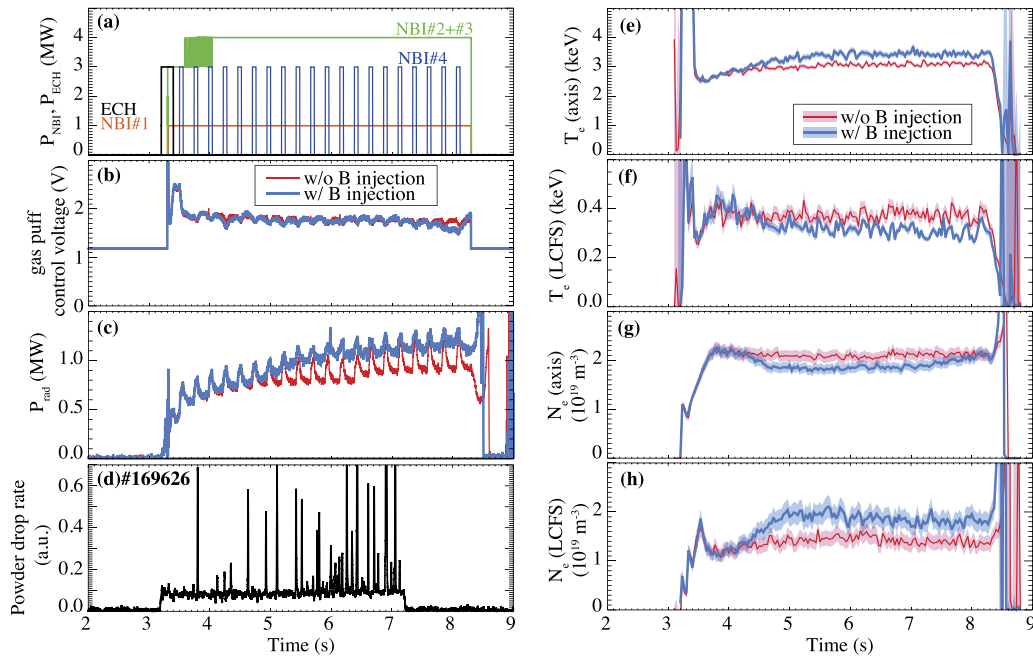 (a)
NBI#2+#3
NBI#4
ECH
NBI#1
P_NBI, P_ECH (MW)
4
3
2
1
0
(b)
w/o B injection
w/ B injection
gas puff
control voltage (V)
2
1
0
(c)
P_rad (MW)
1.0
0.5
0.0
(d)#169626
Powder drop rate
(a.u.)
0.6
0.4
0.2
0.0
2 3 4 5 6 7 8 9
Time (s)
(e)
w/o B injection
w/ B inejction
T_e (axis) (keV)
4
3
2
1
0
(f)
T_e (LCFS) (keV)
0.4
0.2
0.0
(g)
N_e (axis)
(10^19 m^-3)
2
1
0
(h)
N_e (LCFS)
(10^19 m^-3)
2
1
0
2 3 4 5 6 7 8 9
Time (s)